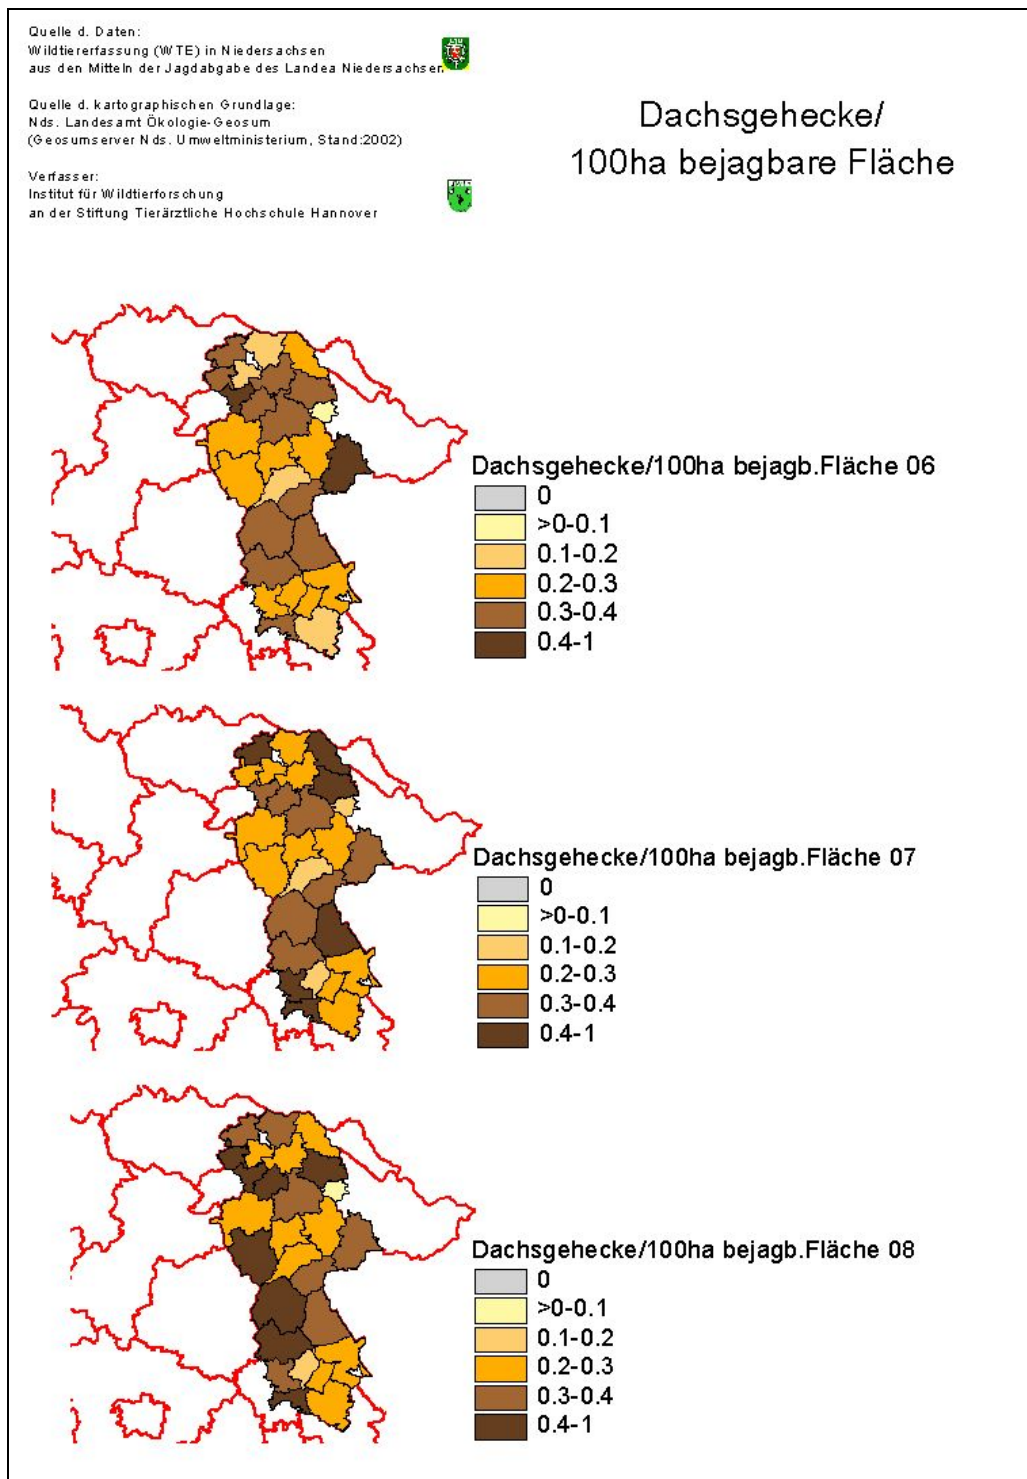 Quelle d. Daten:
Wildtiererfassung (WTE) in Niedersachsen
aus den Mitteln der Jagdabgabe des Landea Niedersachsen
Quelle d. kartographischen Grundlage:
Nds. Landesamt Ökologie-Geosum
(Geosumserver Nds. Umweltministerium, Stand:2002)
Verfasser:
Institut für Wildtierforschung
an der Stiftung Tierärztliche Hochschule Hannover
Dachsgehecke/
100ha bejagbare Fläche
Dachsgehecke/100ha bejagb.Fläche 06
0
>0-0.1
0.1-0.2
0.2-0.3
0.3-0.4
0.4-1
Dachsgehecke/100ha bejagb.Fläche 07
0
>0-0.1
0.1-0.2
0.2-0.3
0.3-0.4
0.4-1
Dachsgehecke/100ha bejagb.Fläche 08
0
>0-0.1
0.1-0.2
0.2-0.3
0.3-0.4
0.4-1